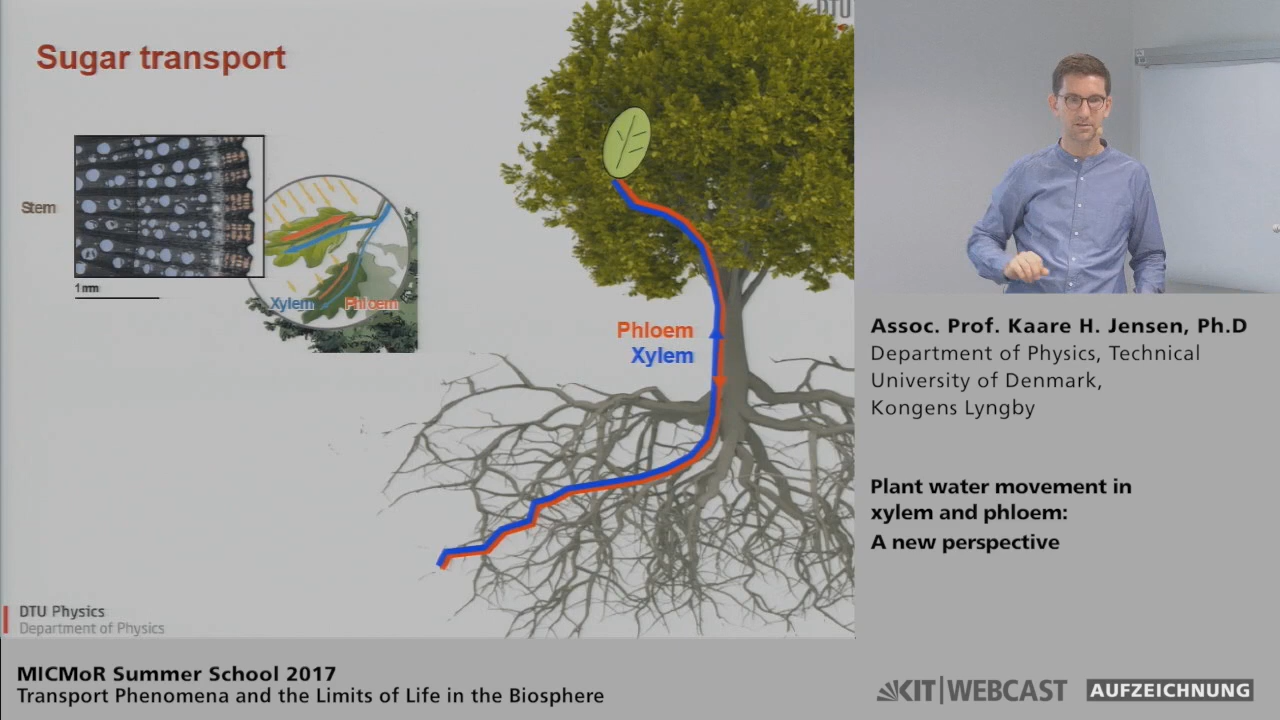 DTU
Sugar transport
Stem
1 mm
Xylem Phloem
Phloem
Xylem
DTU Physics
Department of Physics
Assoc. Prof. Kaare H. Jensen, Ph.D
Department of Physics, Technical
University of Denmark,
Kongens Lyngby
Plant water movement in
xylem and phloem:
A new perspective
MICMoR Summer School 2017
Transport Phenomena and the Limits of Life in the Biosphere
KIT|WEBCAST AUFZEICHNUNG